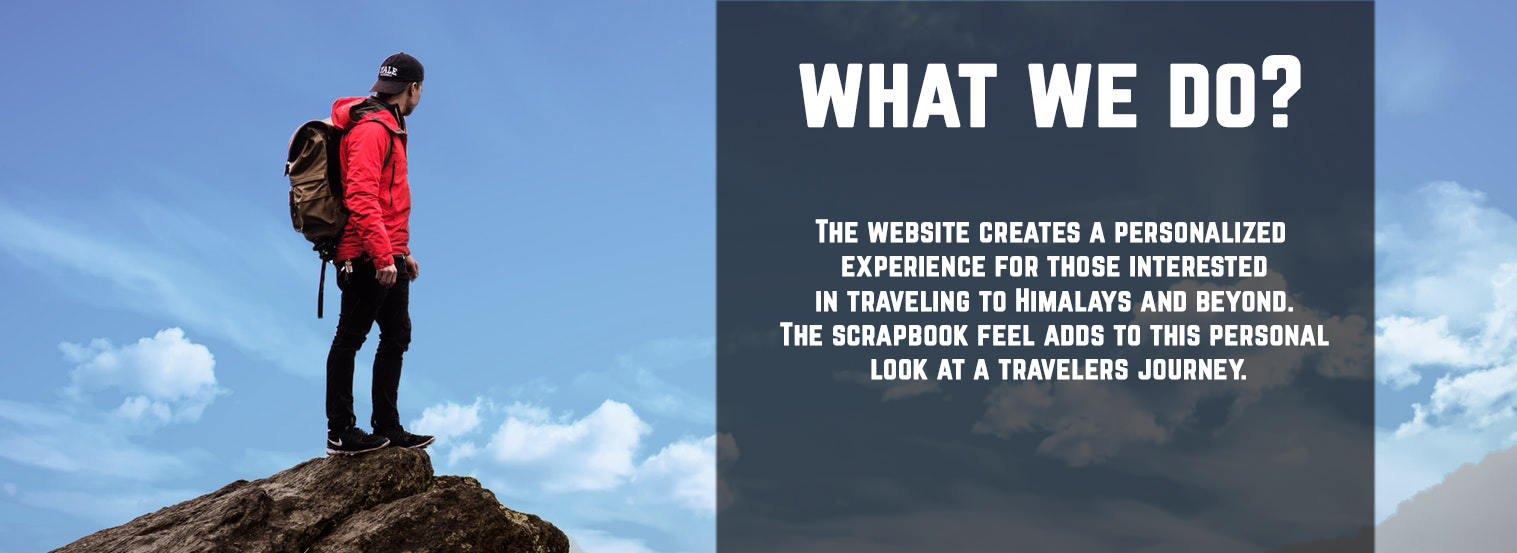 YALE
WHAT WE DO?
THE WEBSITE CREATES A PERSONALIZED
EXPERIENCE FOR THOSE INTERESTED
IN TRAVELING TO HIMALAYS AND BEYOND.
THE SCRAPBOOK FEEL ADDS TO THIS PERSONAL
LOOK AT A TRAVELERS JOURNEY.